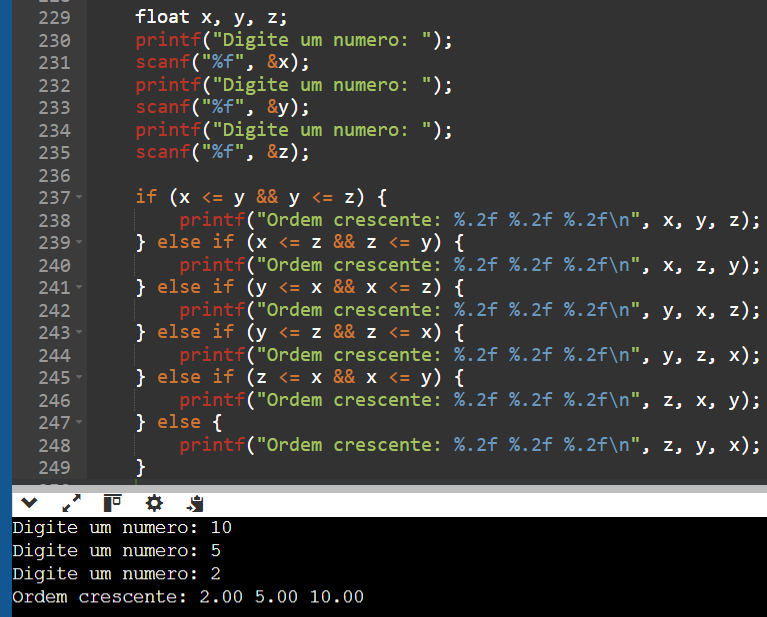 229 float x, y, z;
230 printf("Digite um numero: ");
231 scanf("%f", &x);
232 printf("Digite um numero: ");
233 scanf("%f", &y);
234 printf("Digite um numero: ");
235 scanf("%f", &z);
236
237 if (x <= y && y <= z) {
238 printf("Ordem crescente: %.2f %.2f %.2f\n", x, y, z);
239 } else if (x <= z && z <= y) {
240 printf("Ordem crescente: %.2f %.2f %.2f\n", x, z, y);
241 } else if (y <= x && x <= z) {
242 printf("Ordem crescente: %.2f %.2f %.2f\n", y, x, z);
243 } else if (y <= z && z <= x) {
244 printf("Ordem crescente: %.2f %.2f %.2f\n", y, z, x);
245 } else if (z <= x && x <= y) {
246 printf("Ordem crescente: %.2f %.2f %.2f\n", z, x, y);
247 } else {
248 printf("Ordem crescente: %.2f %.2f %.2f\n", z, y, x);
249 }
Digite um numero: 10
Digite um numero: 5
Digite um numero: 2
Ordem crescente: 2.00 5.00 10.00